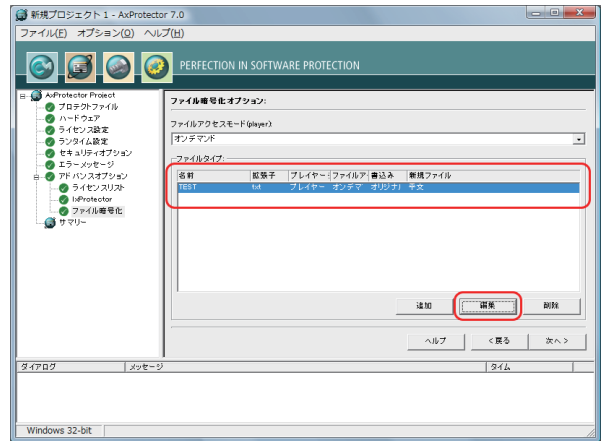 新規プロジェクト 1 - AxProtector 7.0
ファイル(F) オプション(O) ヘルプ(H)
PERFECTION IN SOFTWARE PROTECTION
AxProtector Project
プロテクトファイル
ハードウェア
ライセンス設定
ランタイム設定
セキュリティオプション
エラーメッセージ
アドバンスオプション
ライセンスリスト
IxProtector
ファイル暗号化
サマリー
ファイル暗号化オプション:
ファイルアクセスモード(player):
オンデマンド
ファイルタイプ:
名前 拡張子 プレイヤー: ファイルア: 書込み 新規ファイル
TEST txt プレイヤー オンデマ オリジナ 平文
追加 編集 削除
ヘルプ <戻る 次へ>
ダイアログ メッセージ タイム
Windows 32-bit